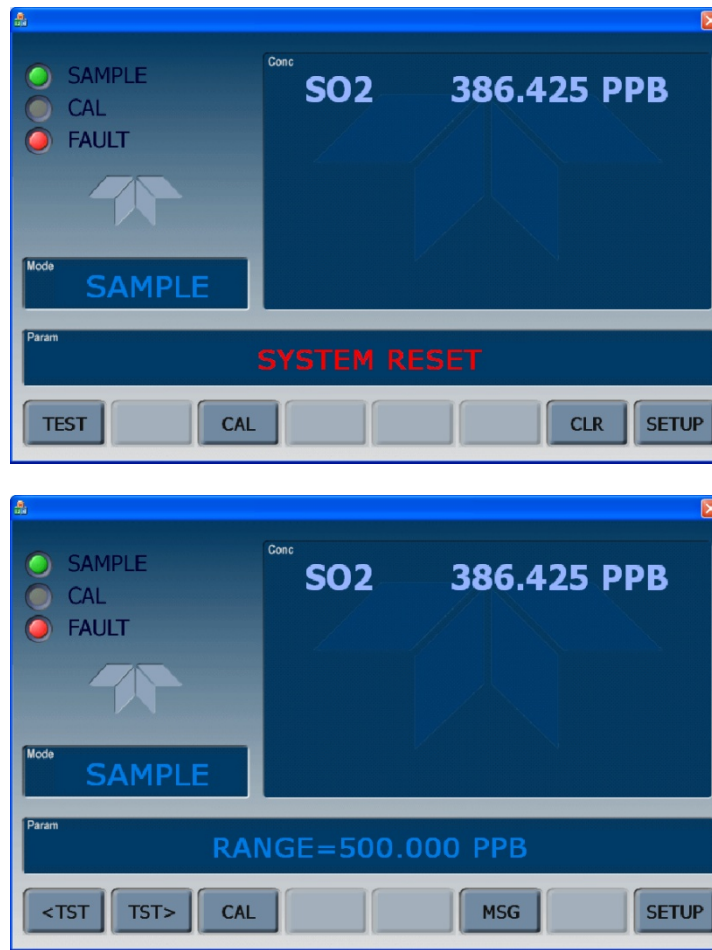 SAMPLE
CAL
FAULT
Conc
SO2 386.425 PPB
Mode
SAMPLE
Param
SYSTEM RESET
TEST CAL CLR SETUP
SAMPLE
CAL
FAULT
Conc
SO2 386.425 PPB
Mode
SAMPLE
Param
RANGE=500.000 PPB
<TST TST> CAL MSG SETUP